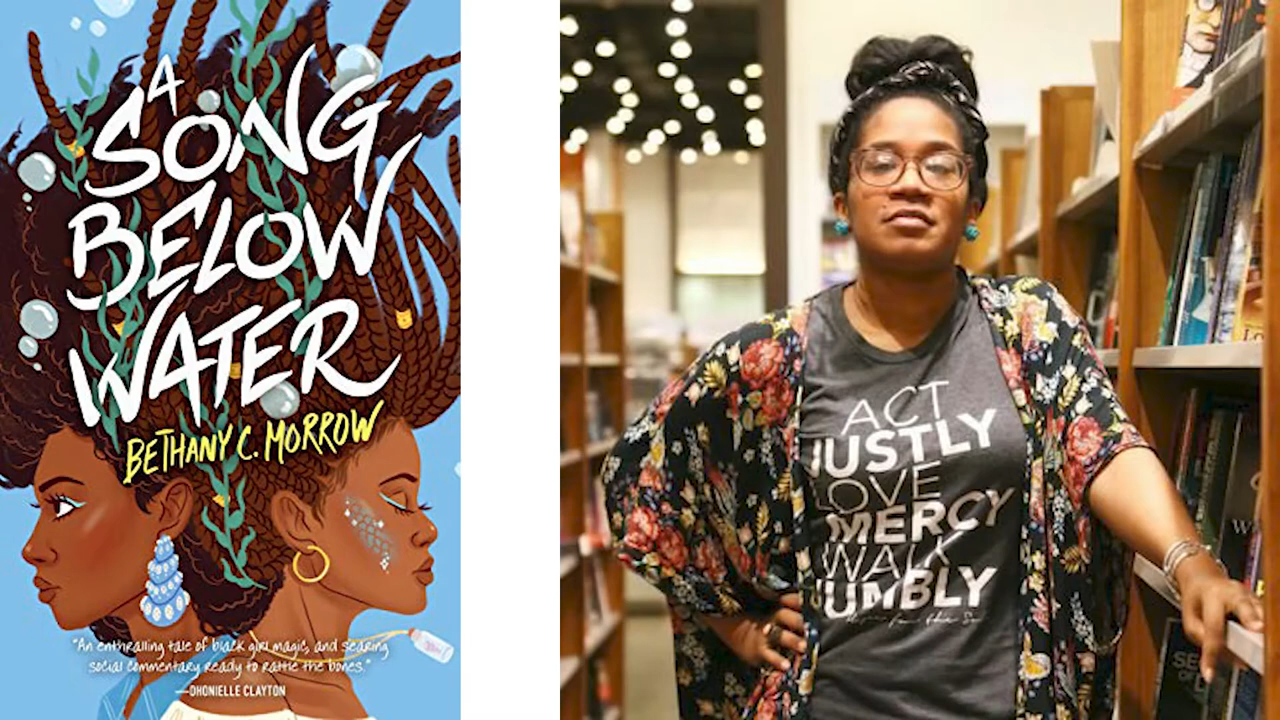 A
SONG
BELOW
WATER
BETHANY C. MORROW
"An enthralling tale of black girl magic, and searing
social commentary ready to rattle the bones."
—DHONIELLE CLAYTON
ACT
JUSTLY
LOVE
MERCY
WALK
HUMBLY